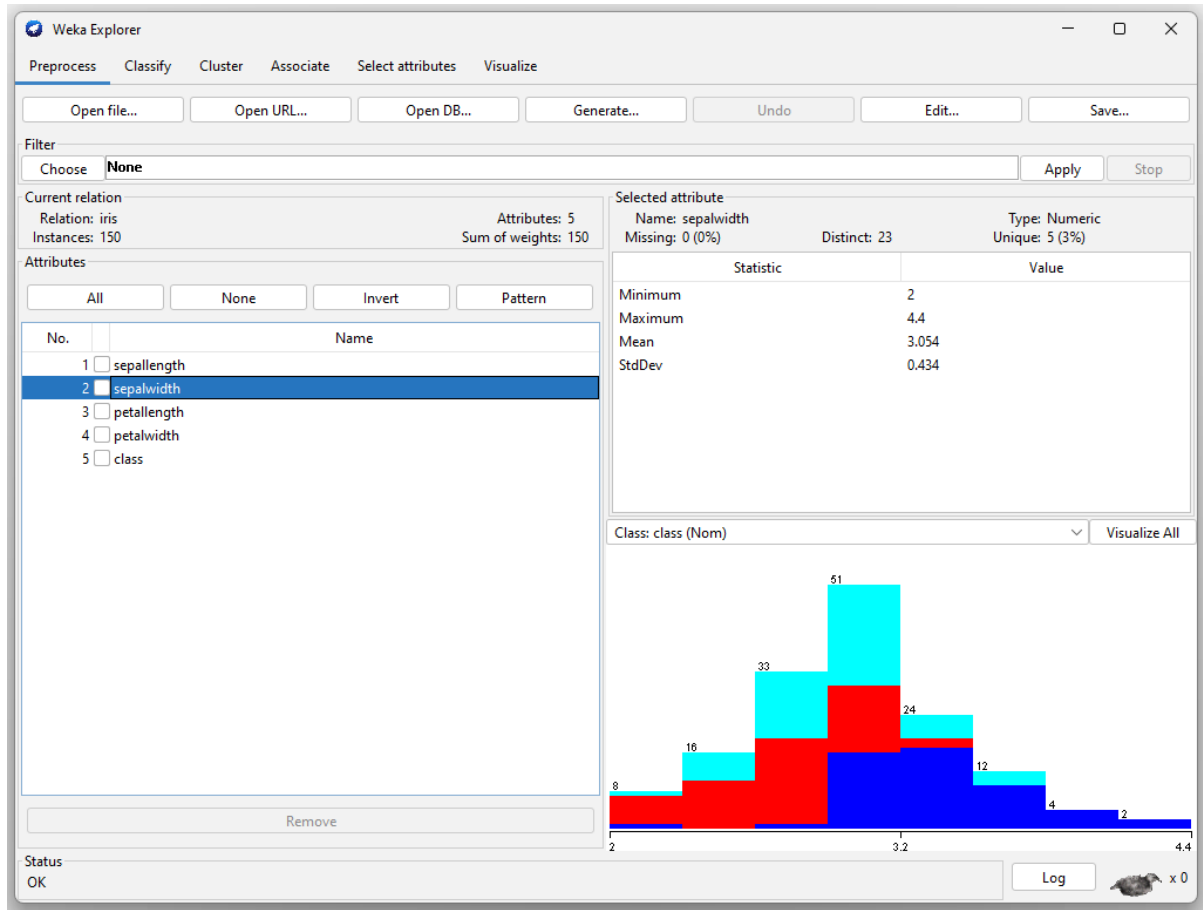 Weka Explorer
Preprocess Classify Cluster Associate Select attributes Visualize
Open file... Open URL... Open DB... Generate... Undo Edit... Save...
Filter
Choose None Apply Stop
Current relation
Relation: iris Attributes: 5
Instances: 150 Sum of weights: 150
Selected attribute
Name: sepalwidth Type: Numeric
Missing: 0 (0%) Distinct: 23 Unique: 5 (3%)
Attributes
All None Invert Pattern
No. Name
1 sepallength
2 sepalwidth
3 petallength
4 petalwidth
5 class
Remove
Statistic Value
Minimum 2
Maximum 4.4
Mean 3.054
StdDev 0.434
Class: class (Nom) Visualize All
51
33
24
16
12
8
4
2
2 3.2 4.4
Status
OK
Log x 0